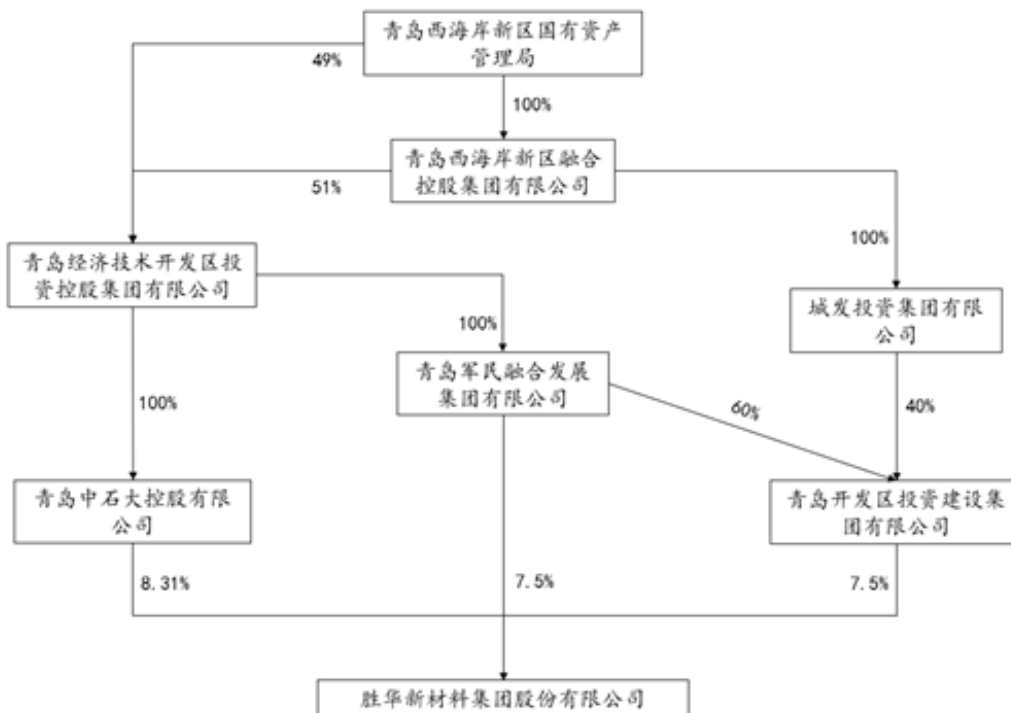 青岛西海岸新区国有资产
管理局
49%
100%
青岛西海岸新区融合
控股集团有限公司
51%
100%
青岛经济技术开发区投
资控股集团有限公司
城发投资集团有限
公司
100%
青岛军民融合发展
集团有限公司
100%
60%
40%
青岛中石大控股有限
公司
青岛开发区投资建设集
团有限公司
8.31%
7.5%
7.5%
胜华新材料集团股份有限公司